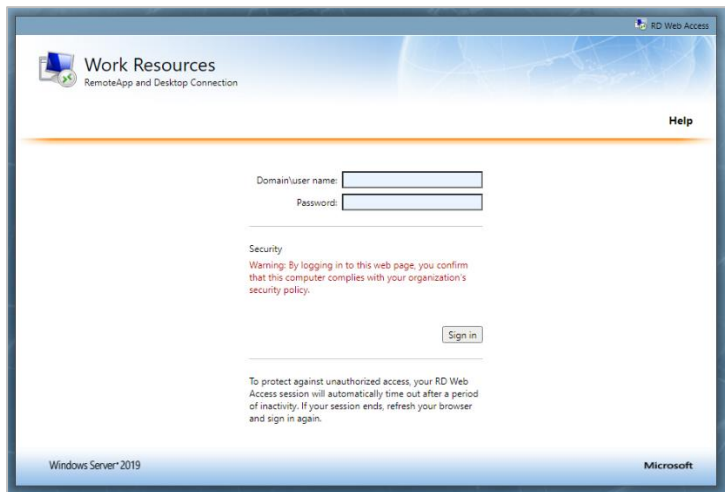 RD Web Access
Work Resources
RemoteApp and Desktop Connection
Help
Domain\user name:
Password:
Security
Warning: By logging in to this web page, you confirm
that this computer complies with your organization's
security policy.
Sign in
To protect against unauthorized access, your RD Web
Access session will automatically time out after a period
of inactivity. If your session ends, refresh your browser
and sign in again.
Windows Server® 2019
Microsoft